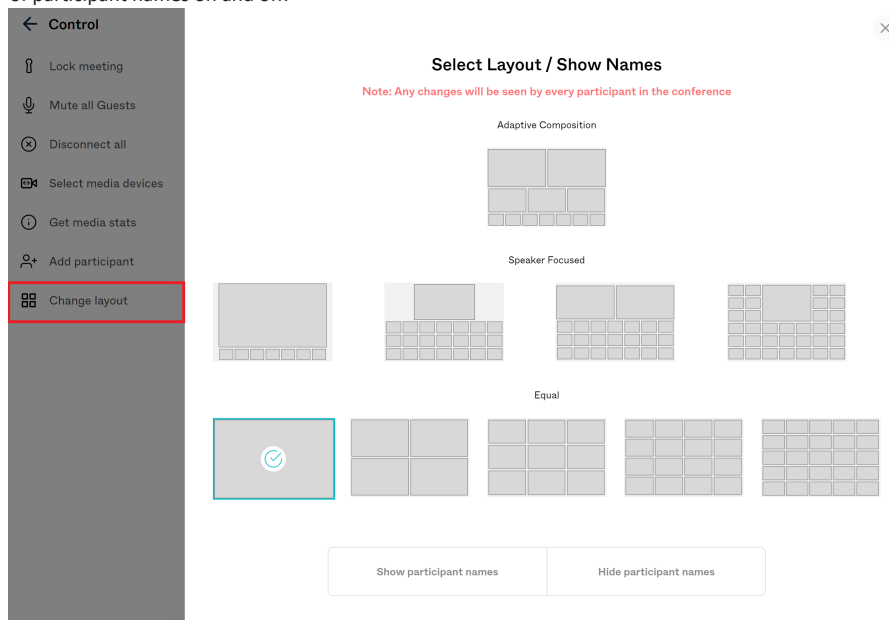 Control
Lock meeting
Mute all Guests
Disconnect all
Select media devices
Get media stats
Add participant
Change layout
Select Layout / Show Names
Note: Any changes will be seen by every participant in the conference
Adaptive Composition
Speaker Focused
Equal
Show participant names
Hide participant names